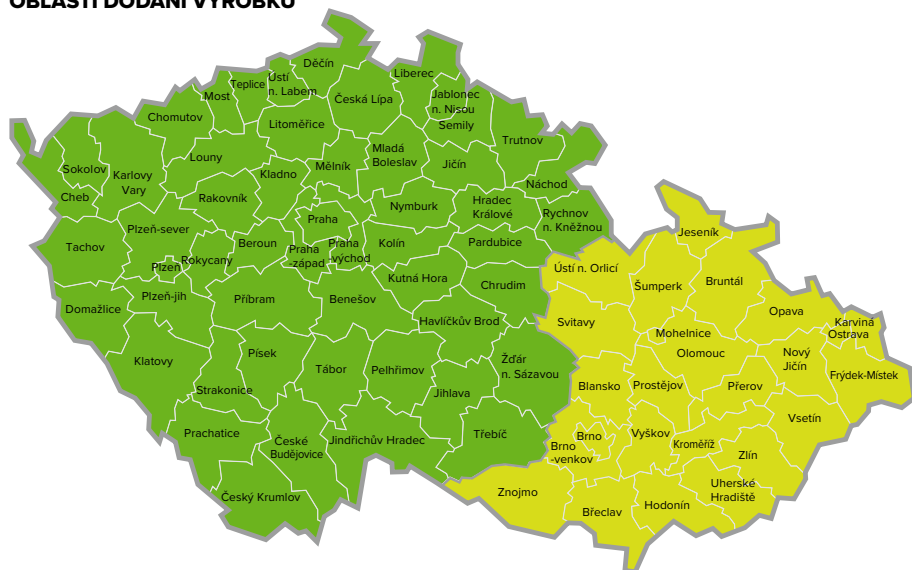 OBLASTI DODÁNÍ VÝROBKŮ
Děčín
Liberec
Teplice
Ústí
n. Labem
Most
Česká Lípa
Jablonec
n. Nisou
Chomutov
Litoměřice
Semily
Trutnov
Louny
Mladá
Boleslav
Jičín
Sokolov
Karlovy
Vary
Kladno
Mělník
Náchod
Cheb
Rakovník
Nymburk
Hradec
Králové
Rychnov
n. Kněžnou
Praha
Plzeň-sever
Tachov
Beroun
Praha
-západ
Praha
-východ
Kolín
Pardubice
Jeseník
Plzeň
Rokycany
Kutná Hora
Chrudim
Ústí n. Orlicí
Šumperk
Bruntál
Domažlice
Plzeň-jih
Příbram
Benešov
Havlíčkův Brod
Svitavy
Opava
Karviná
Ostrava
Mohelnice
Olomouc
Klatovy
Písek
Tábor
Pelhřimov
Žďár
n. Sázavou
Nový
Jičín
Frýdek-Místek
Strakonice
Jihlava
Blansko
Prostějov
Přerov
Prachatice
České
Budějovice
Jindřichův Hradec
Třebíč
Brno
Brno
-venkov
Vyškov
Kroměříž
Vsetín
Zlín
Český Krumlov
Znojmo
Břeclav
Hodonín
Uherské
Hradiště